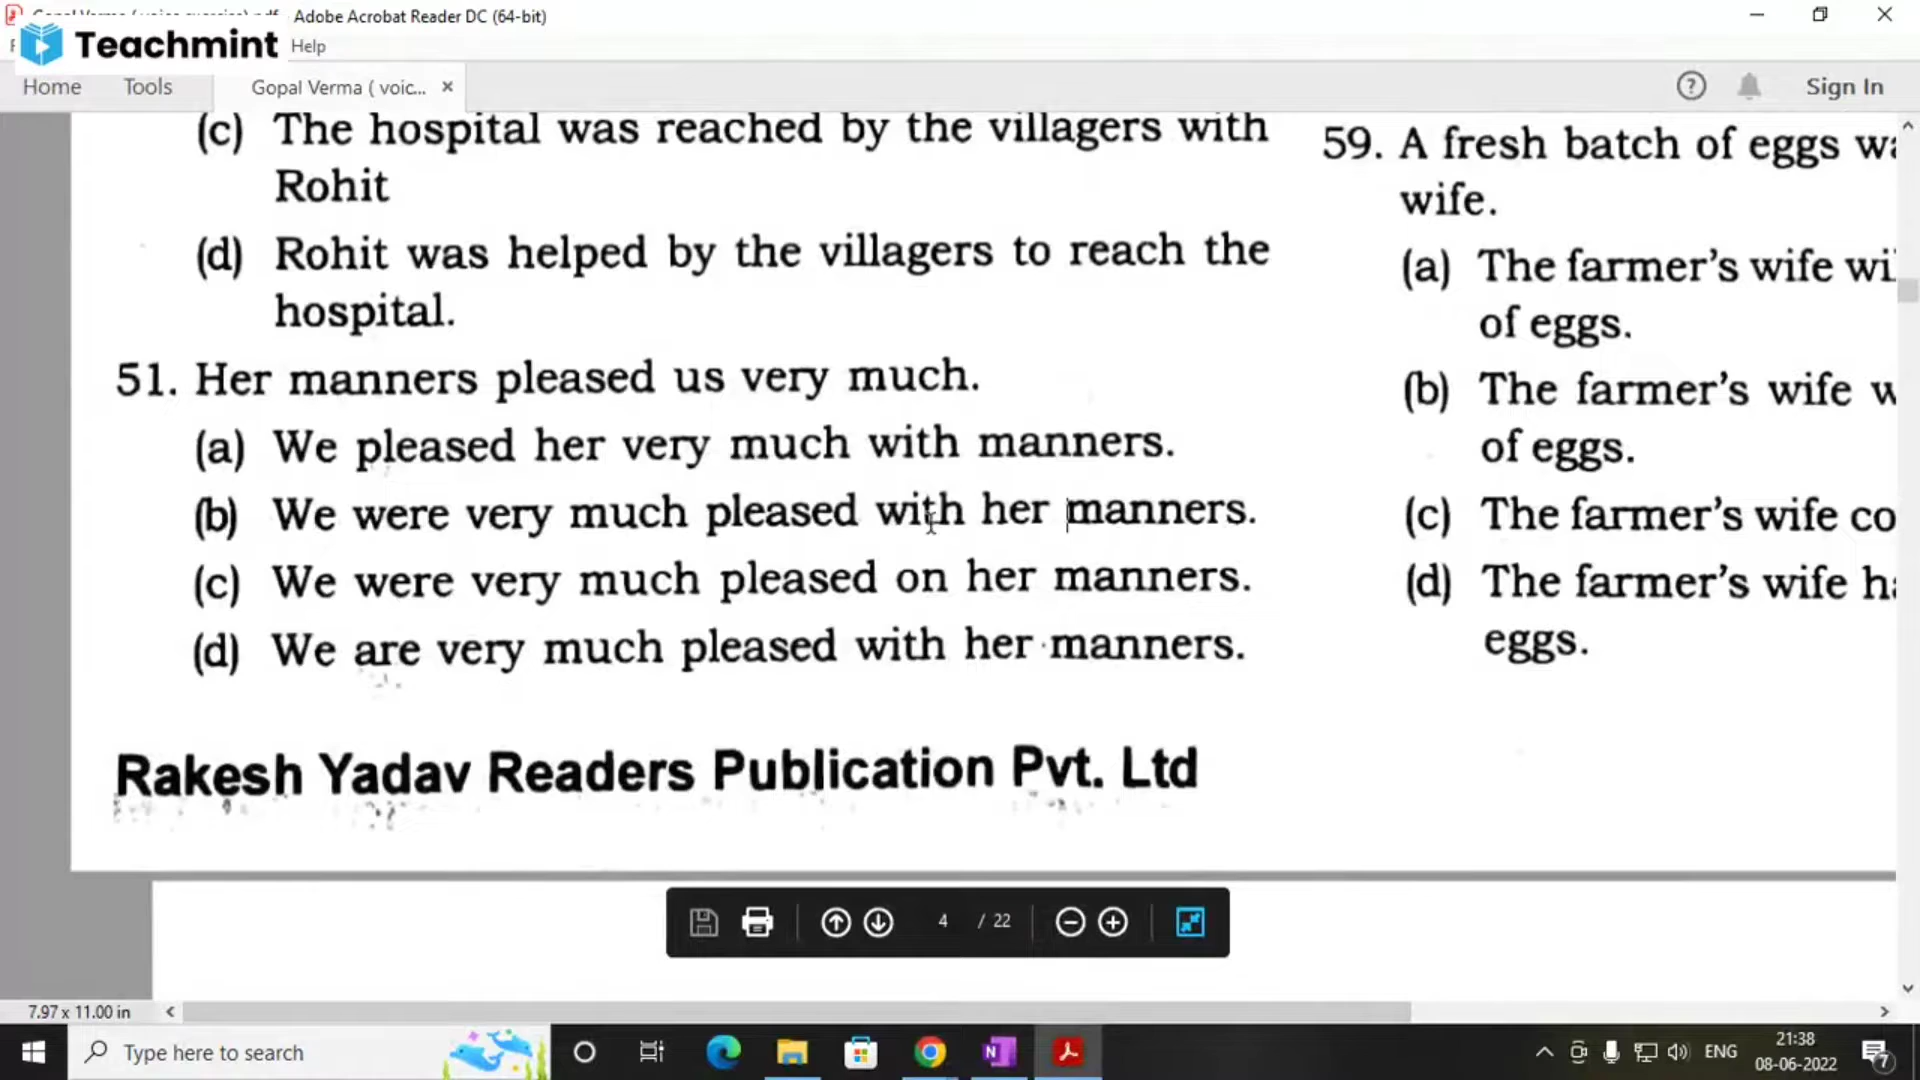 Adobe Acrobat Reader DC (64-bit)
Teachmint
Help
Home
Tools
Gopal Verma ( voic...
Sign In
(c) The hospital was reached by the villagers with
Rohit
(d) Rohit was helped by the villagers to reach the
hospital.
51. Her manners pleased us very much.
(a) We pleased her very much with manners.
(b) We were very much pleased with her manners.
(c) We were very much pleased on her manners.
(d) We are very much pleased with her manners.
Rakesh Yadav Readers Publication Pvt. Ltd
59. A fresh batch of eggs
wife.
(a) The farmer's wife
of eggs.
(b) The farmer's wife
of eggs.
(c) The farmer's wife
(d) The farmer's wife
eggs.
4 / 22
7.97 x 11.00 in
Type here to search
ENG
21:38
08-06-2022
7